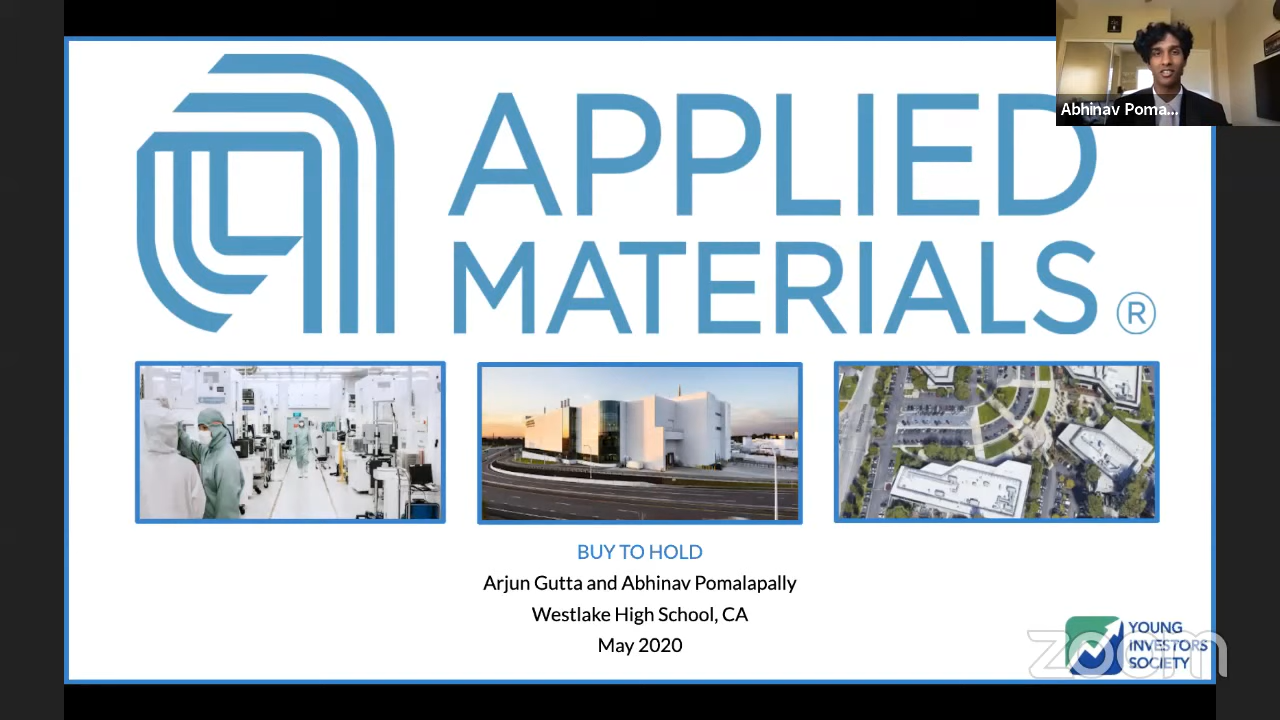 APPLIED
MATERIALS ®
Abhinav Poma...
BUY TO HOLD
Arjun Gutta and Abhinav Pomalapally
Westlake High School, CA
May 2020
YOUNG
INVESTORS
SOCIETY
zoom